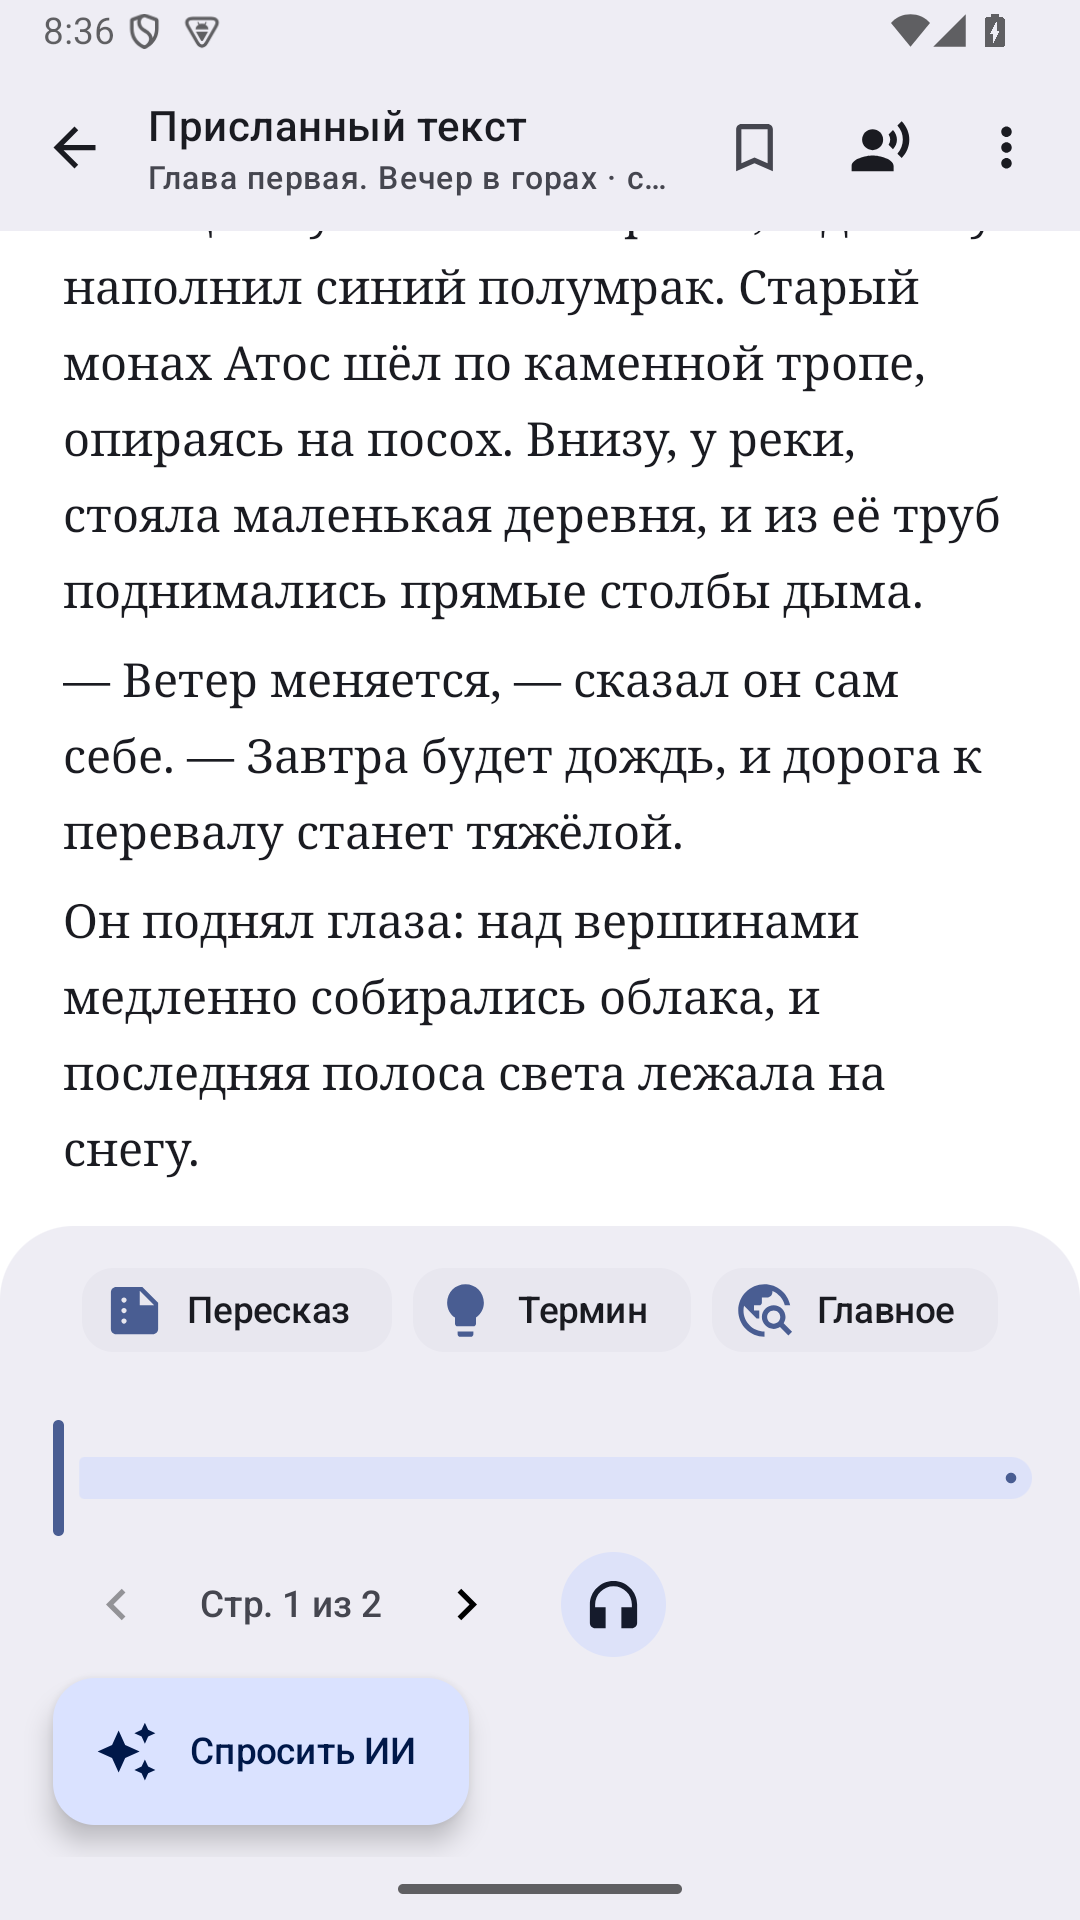 8:36
Присланный текст
Глава первая. Вечер в горах · с…
наполнил синий полумрак. Старый
монах Атос шёл по каменной тропе,
опираясь на посох. Внизу, у реки,
стояла маленькая деревня, и из её труб
поднимались прямые столбы дыма.
— Ветер меняется, — сказал он сам
себе. — Завтра будет дождь, и дорога к
перевалу станет тяжёлой.
Он поднял глаза: над вершинами
медленно собирались облака, и
последняя полоса света лежала на
снегу.
Пересказ
Термин
Главное
Стр. 1 из 2
Спросить ИИ